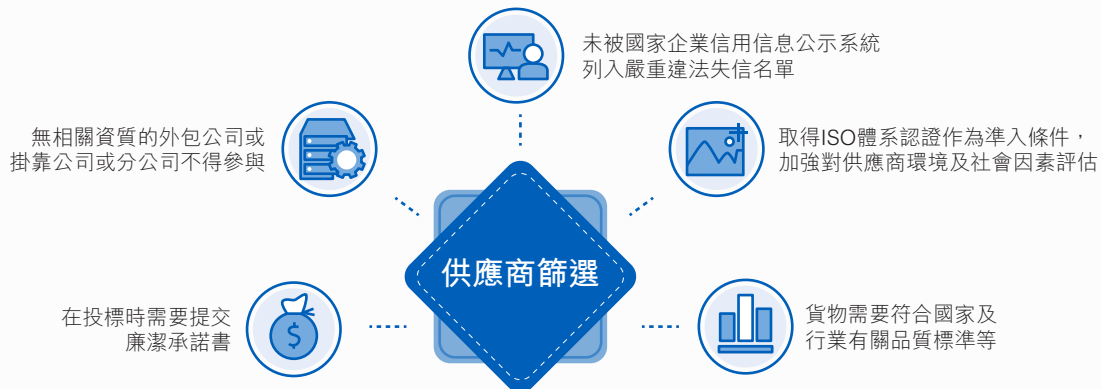 未被國家企業信用信息公示系統
列入嚴重違法失信名單
無相關資質的外包公司或
掛靠公司或分公司不得參與
取得ISO體系認證作為準入條件，
加強對供應商環境及社會因素評估
供應商篩選
在投標時需要提交
廉潔承諾書
$
貨物需要符合國家及
行業有關品質標準等